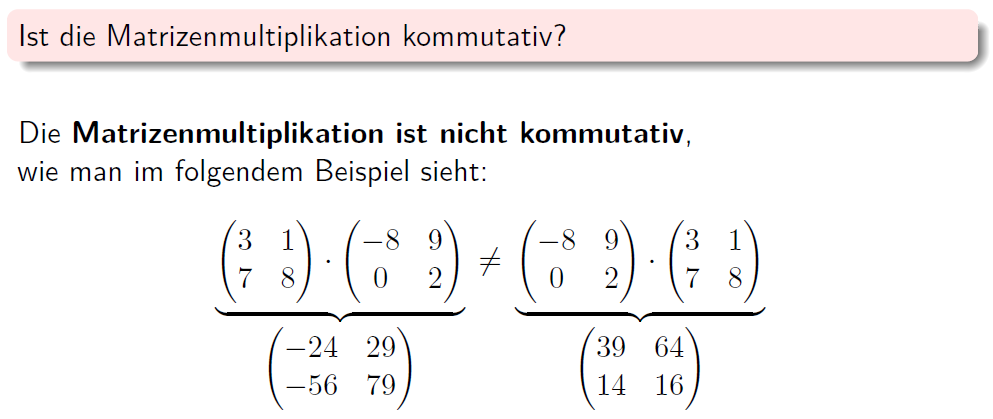 Ist die Matrizenmultiplikation kommutativ?
Die Matrizenmultiplikation ist nicht kommutativ,
wie man im folgendem Beispiel sieht:
(3 1) · (−8 9) ≠ (−8 9) · (3 1)
(7 8) (0 2) (0 2) (7 8)
(−24 29) (39 64)
(−56 79) (14 16)